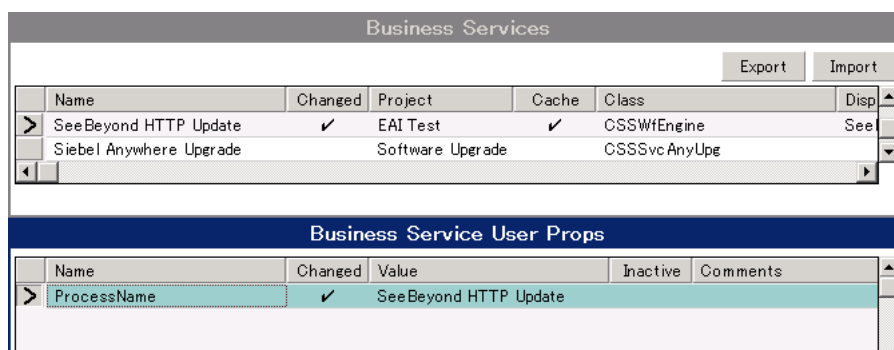 Business Services
Export Import
Name Changed Project Cache Class Disp
SeeBeyond HTTP Update ✔ EAI Test ✔ CSSWfEngine Seel
Siebel Anywhere Upgrade Software Upgrade CSSSvcAnyUpg
Business Service User Props
Name Changed Value Inactive Comments
ProcessName ✔ SeeBeyond HTTP Update